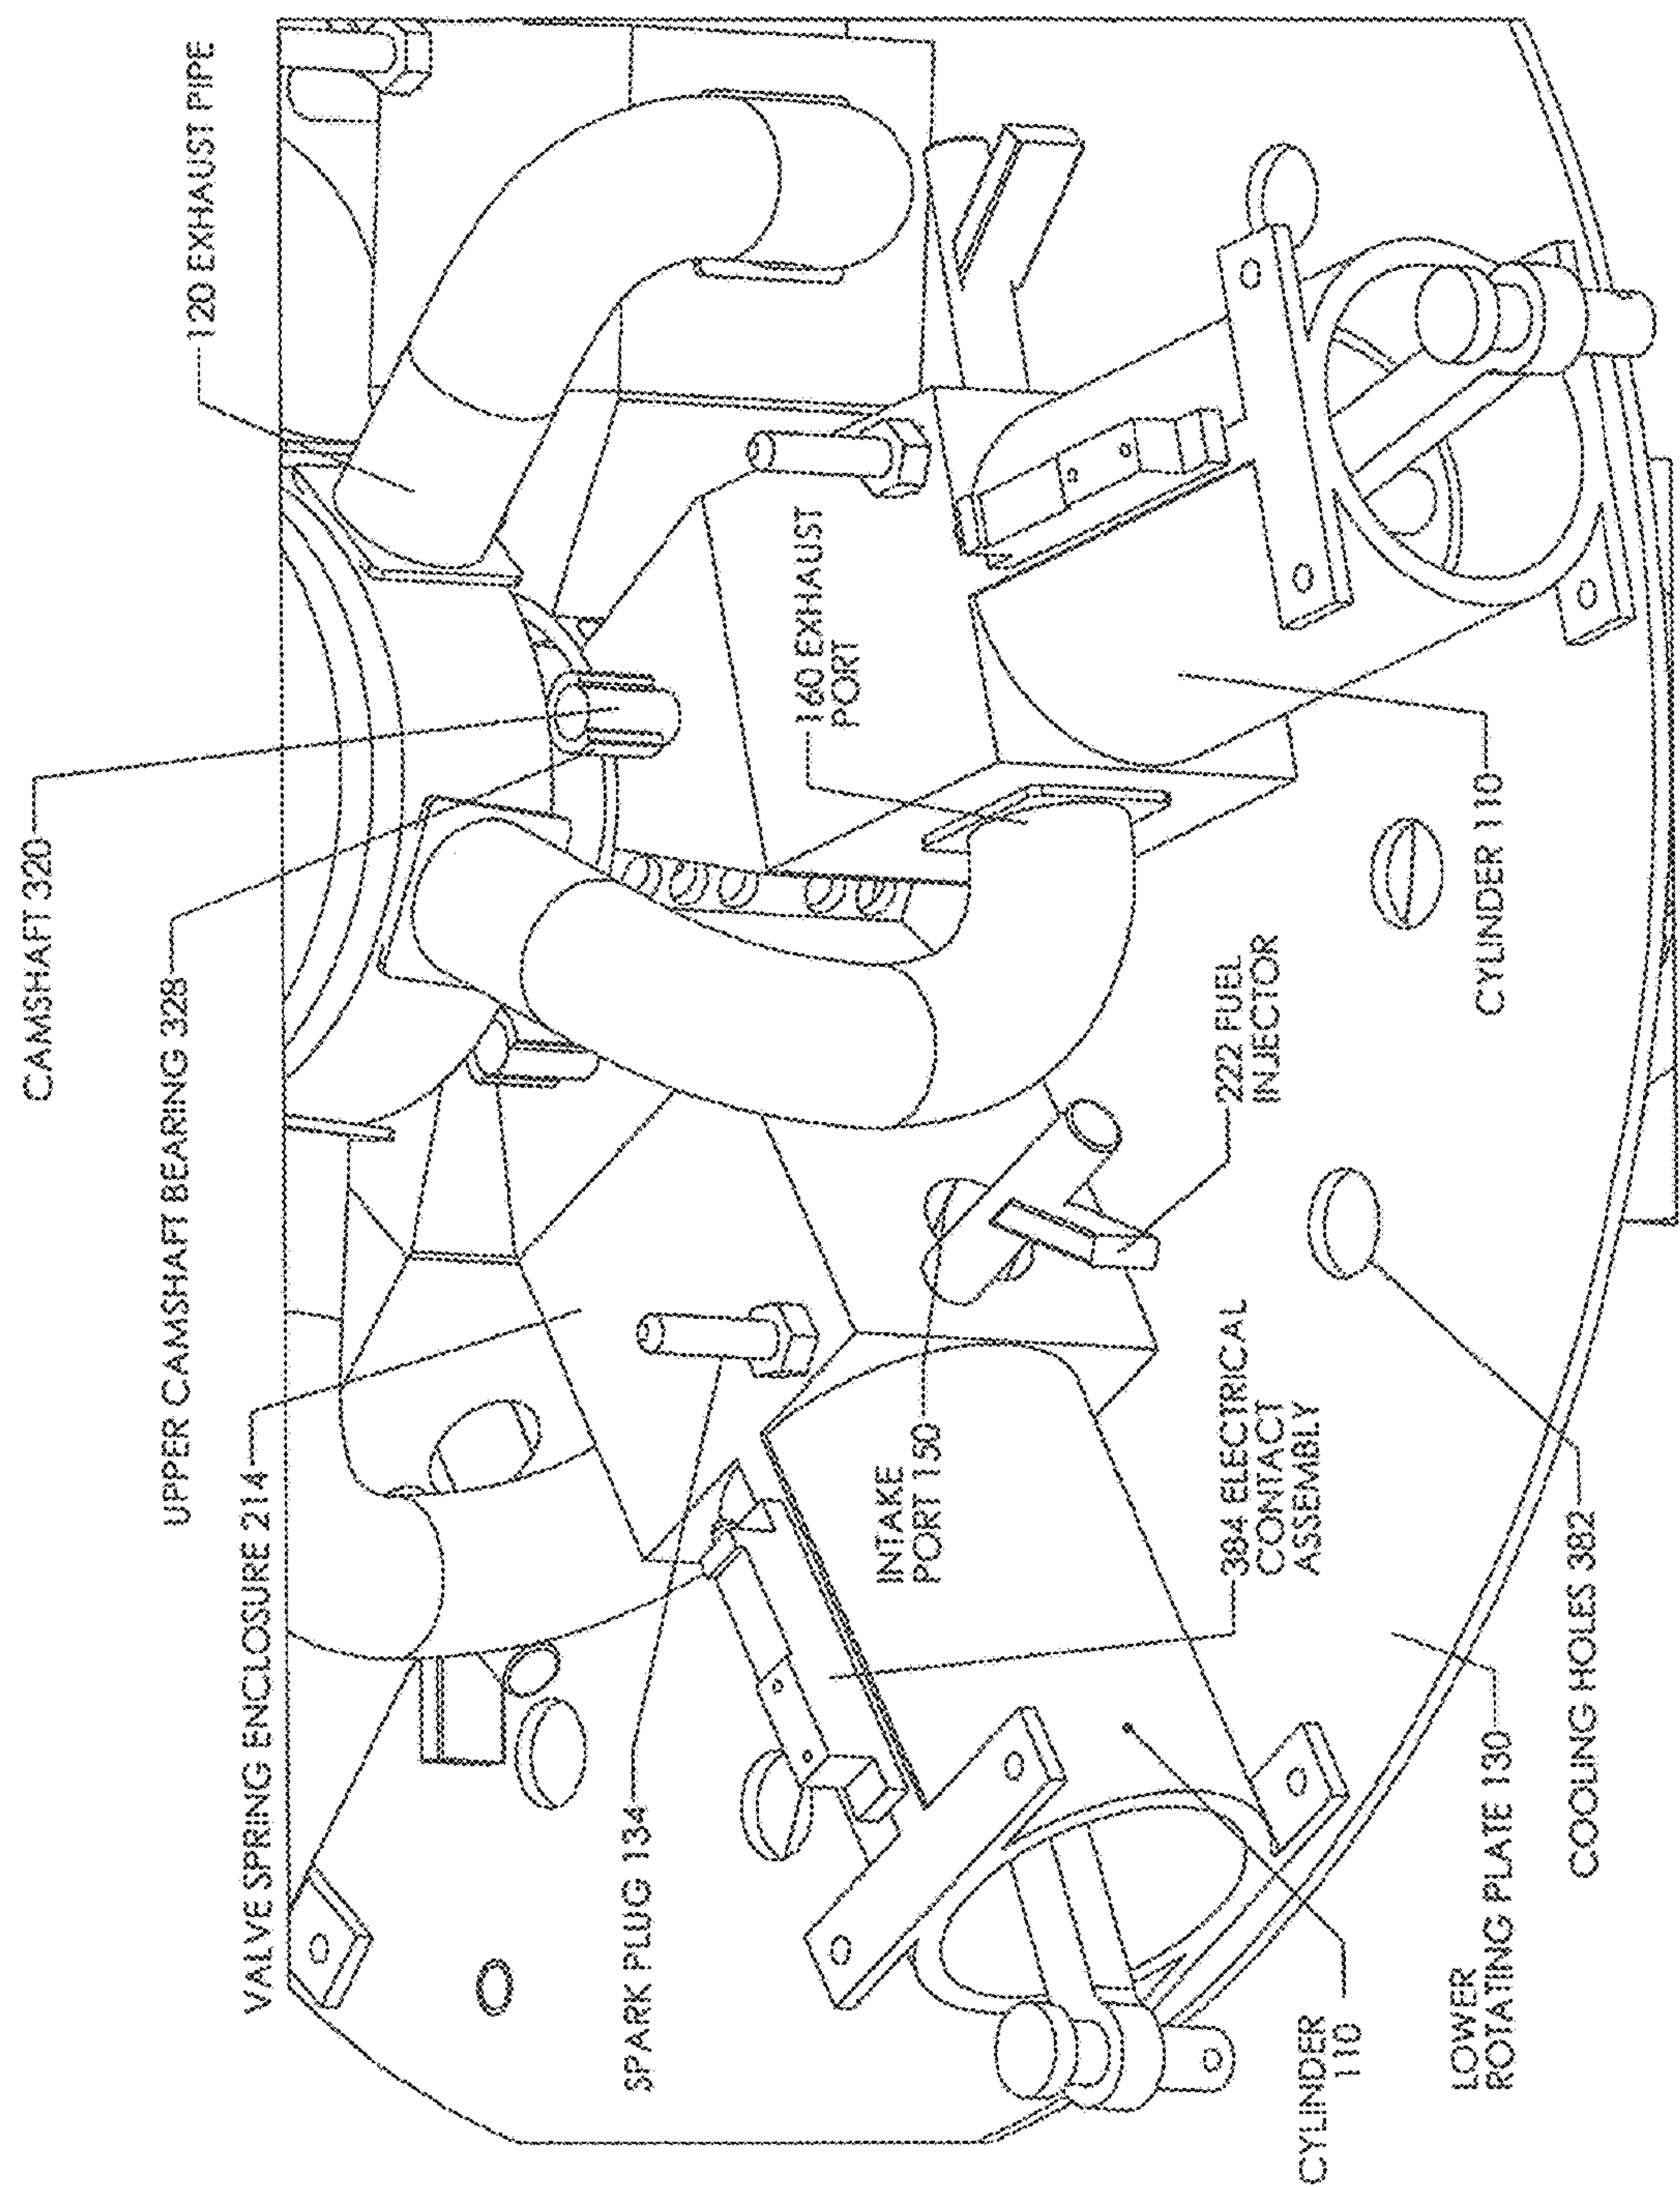 CAMSHAFT 320
UPPER CAMSHAFT BEARING 328
120 EXHAUST PIPE
VALVE SPRING ENCLOSURE 214
SPARK PLUG 134
160 EXHAUST
PORT
INTAKE
PORT 150
222 FUEL
INJECTOR
384 ELECTRICAL
CONTACT
ASSEMBLY
CYLINDER
110
CYLINDER 110
LOWER
ROTATING PLATE 130
COOLING HOLES 382